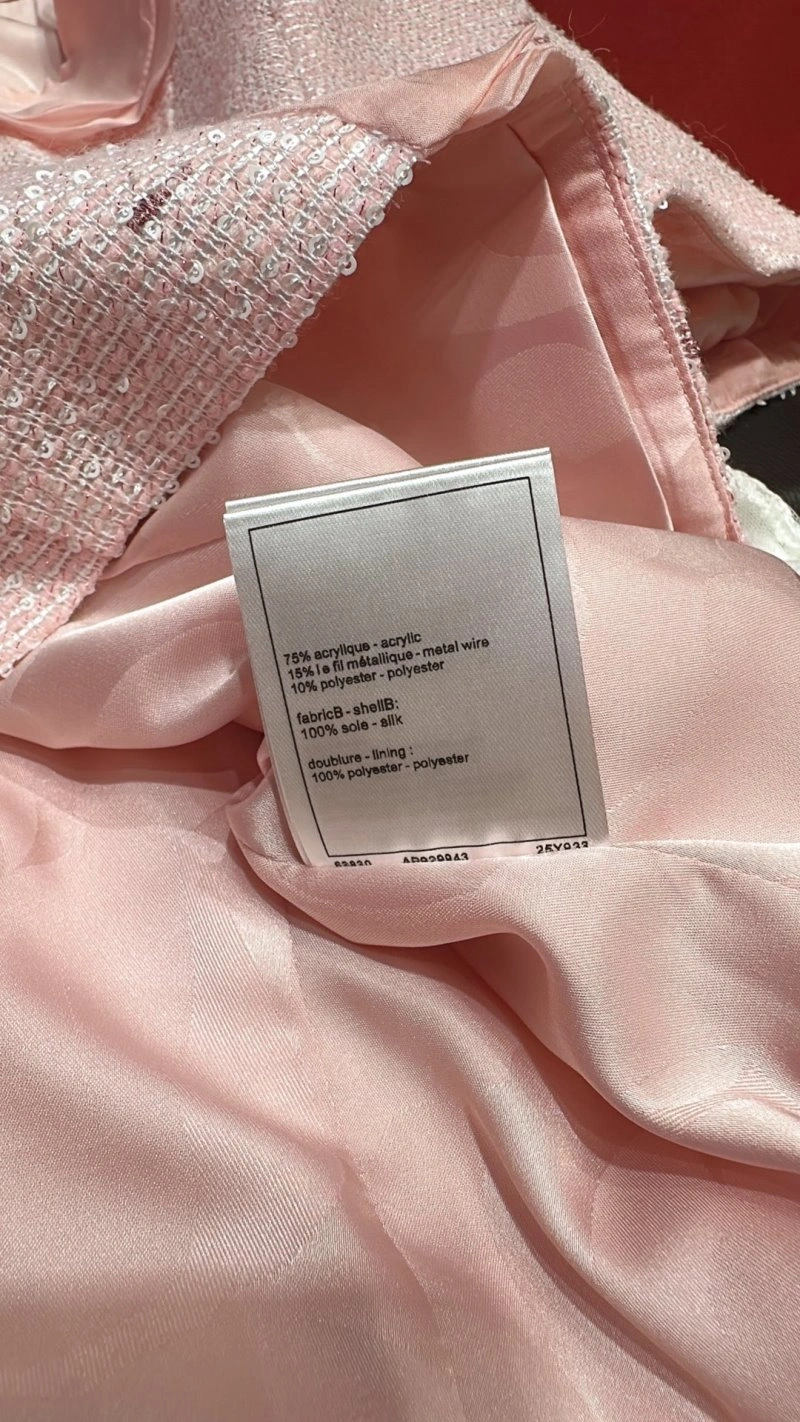 75% acrylique - acrylic
15% l e fil métallique - metal wire
10% polyester - polyester
fabricB - shellB:
100% soie - silk
doublure - lining :
100% polyester - polyester
25Y933